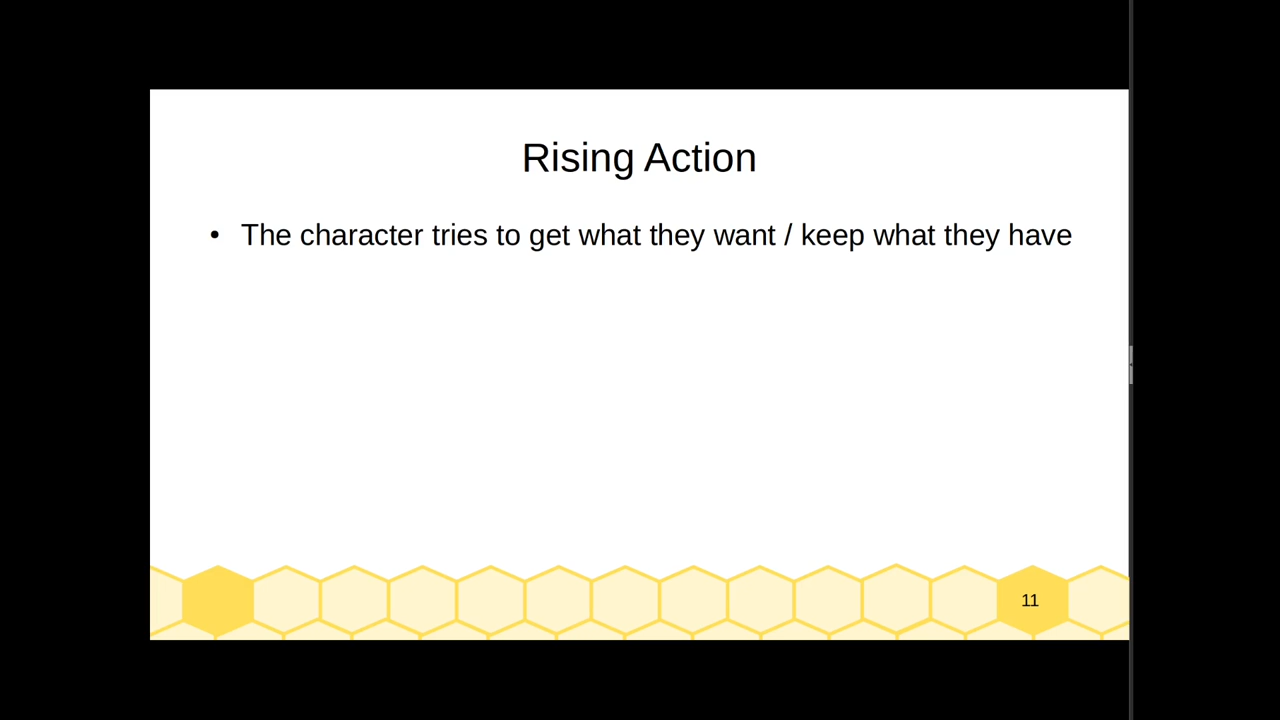 Rising Action
• The character tries to get what they want / keep what they have
11